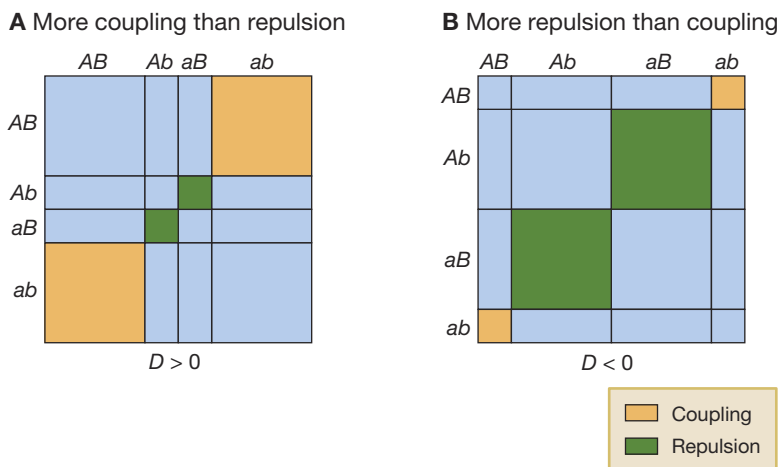 A More coupling than repulsion
AB Ab aB ab
AB
Ab
aB
ab
D > 0
B More repulsion than coupling
AB Ab aB ab
AB
Ab
aB
ab
D < 0
Coupling
Repulsion